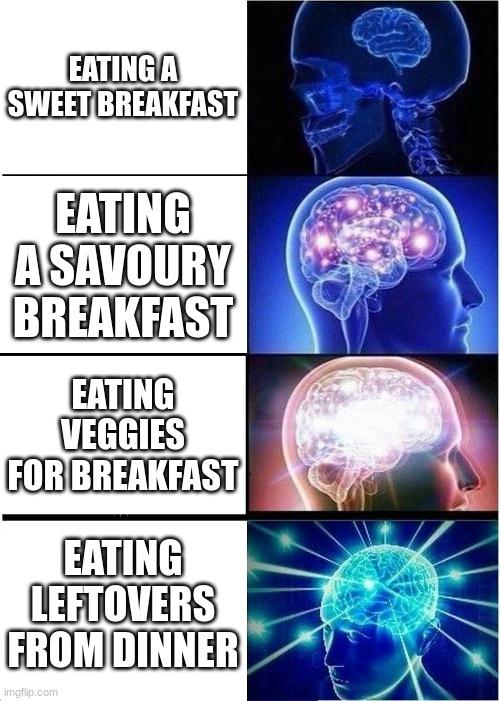 EATING A
SWEET BREAKFAST
EATING
A SAVOURY
BREAKFAST
EATING
VEGGIES
FOR BREAKFAST
EATING
LEFTOVERS
FROM DINNER
imgflip.com